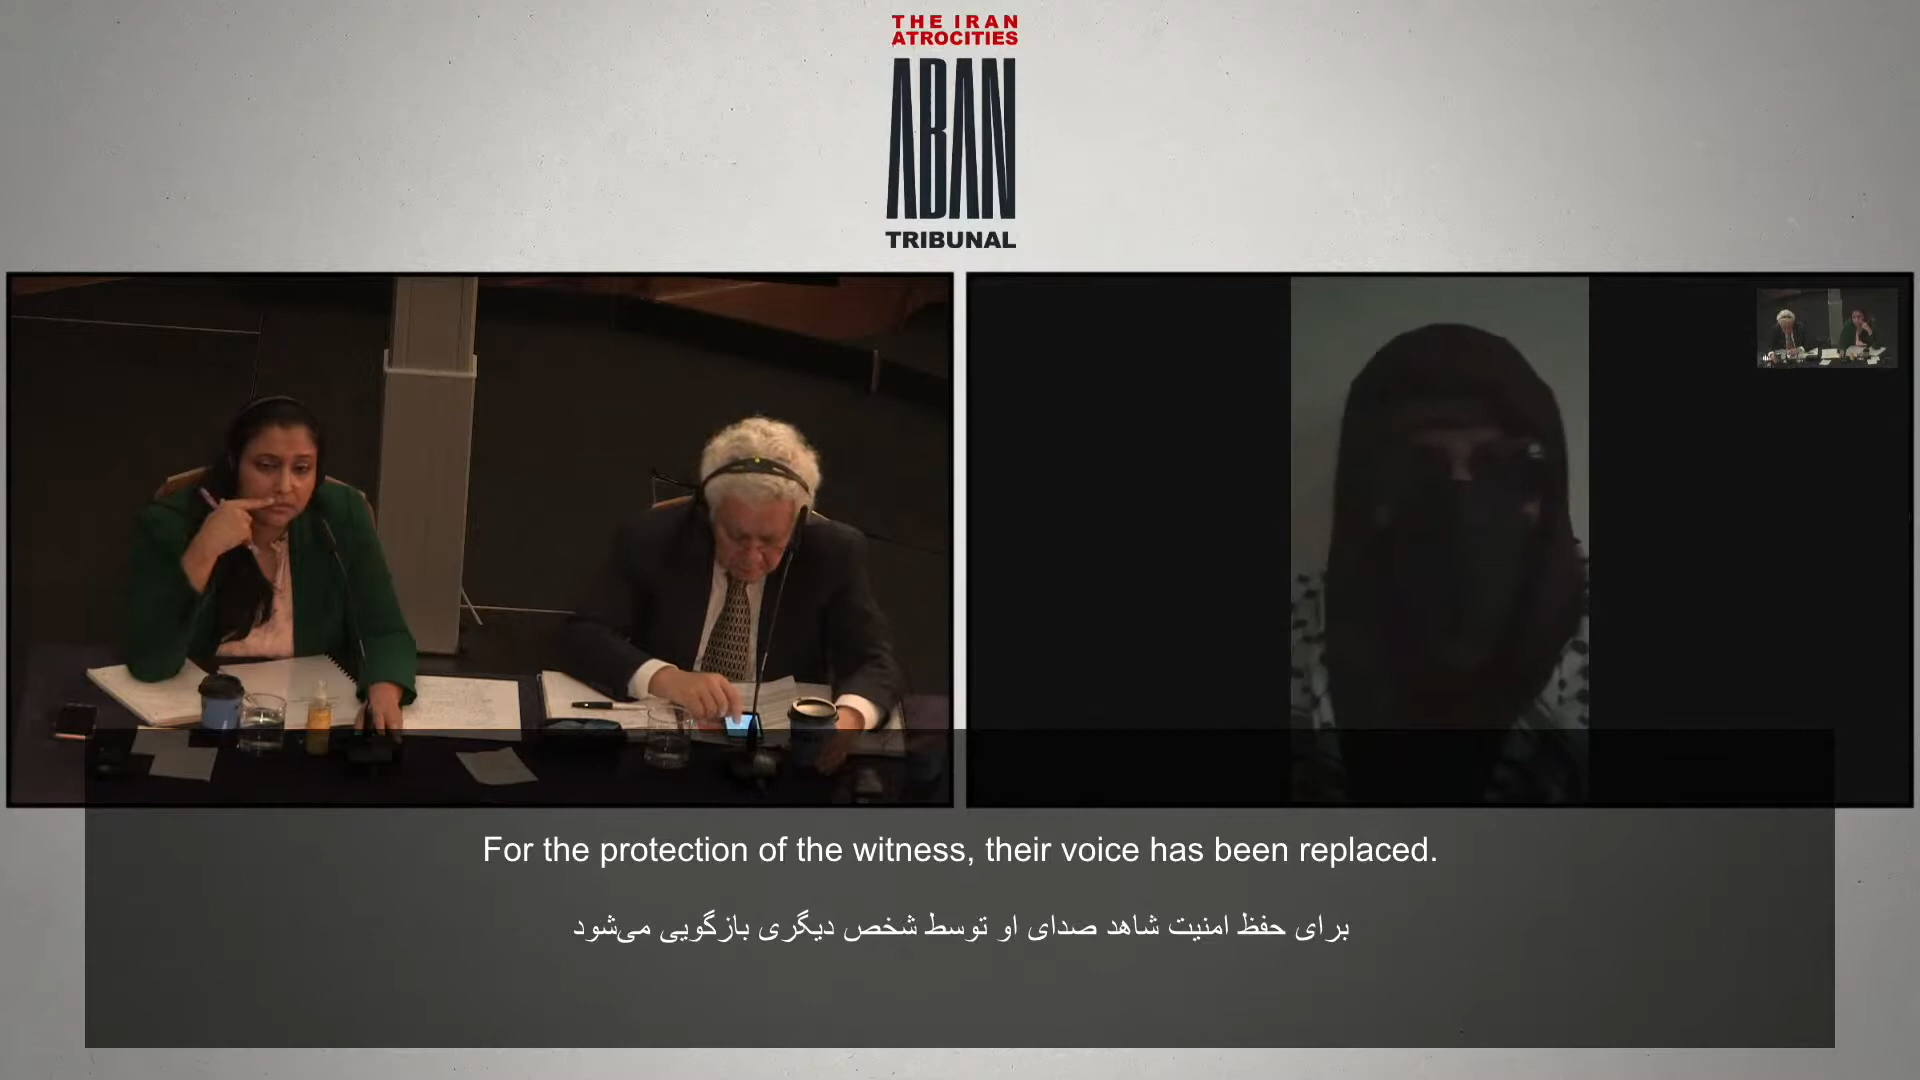 THE IRAN
ATROCITIES
ABAN
TRIBUNAL
For the protection of the witness, their voice has been replaced.
برای حفظ امنیت شاهد صدای او توسط شخص دیگری بازگویی می‌شود